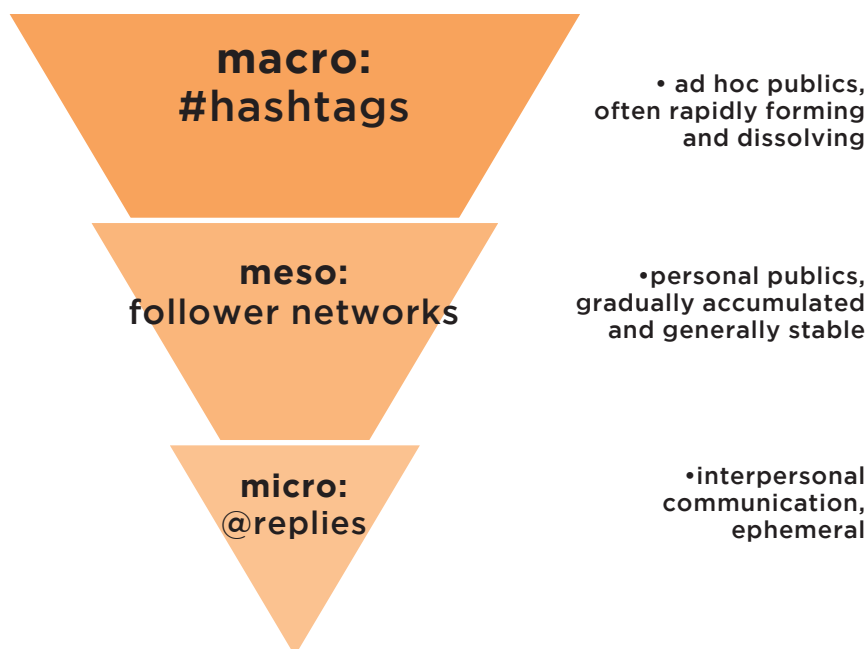 macro:
#hashtags
• ad hoc publics,
often rapidly forming
and dissolving
meso:
follower networks
•personal publics,
gradually accumulated
and generally stable
micro:
@replies
•interpersonal
communication,
ephemeral